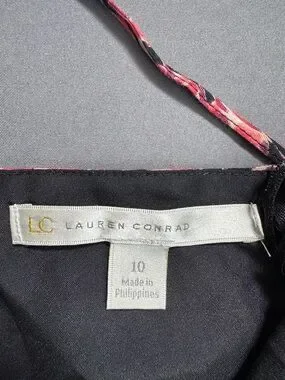 LC LAUREN CONRAD
10
Made in
Philippines